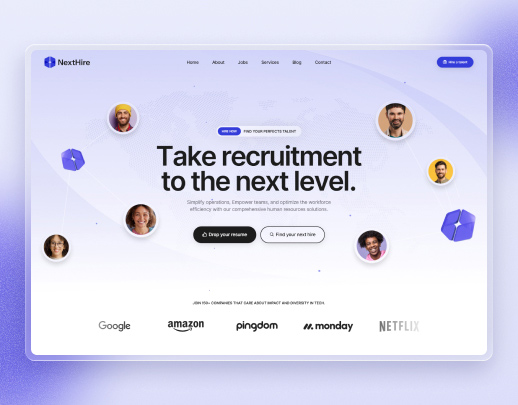 NextHire
Home About Jobs Services Blog Contact
HIRE NOW FIND YOUR PERFECTS TALENT
Take recruitment
to the next level.
Simplify operations, Empower teams, and optimize the workforce
efficiency with our comprehensive human resources solutions.
Drop your resume Find your next hire
JOIN 150+ COMPANIES THAT CARE ABOUT IMPACT AND DIVERSITY IN TECH.
Google amazon pingdom monday NETFLIX